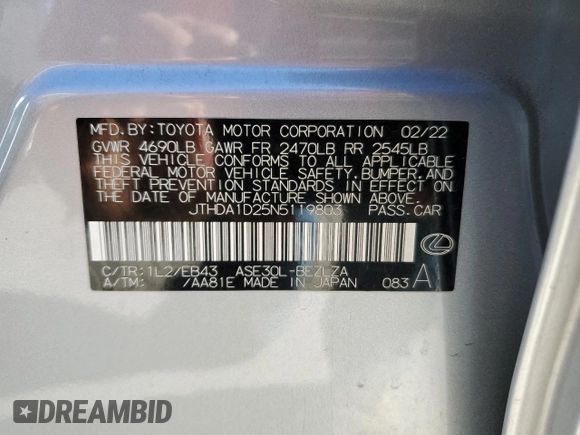 MFD.BY:TOYOTA MOTOR CORPORATION 02/22
GVWR 4690LB GAWR FR 2470LB RR 2545LB
THIS VEHICLE CONFORMS TO ALL APPLICABLE
FEDERAL MOTOR VEHICLE SAFETY,BUMPER,AND
THEFT PREVENTION STANDARDS IN EFFECT ON
THE DATE OF MANUFACTURE SHOWN ABOVE.
JTHDA1D25N5119803 PASS.CAR
C/TR:1L2/EB43 ASE30L-BEZLZA
A/TM: /AA81E MADE IN JAPAN 083 A
DREAMBID